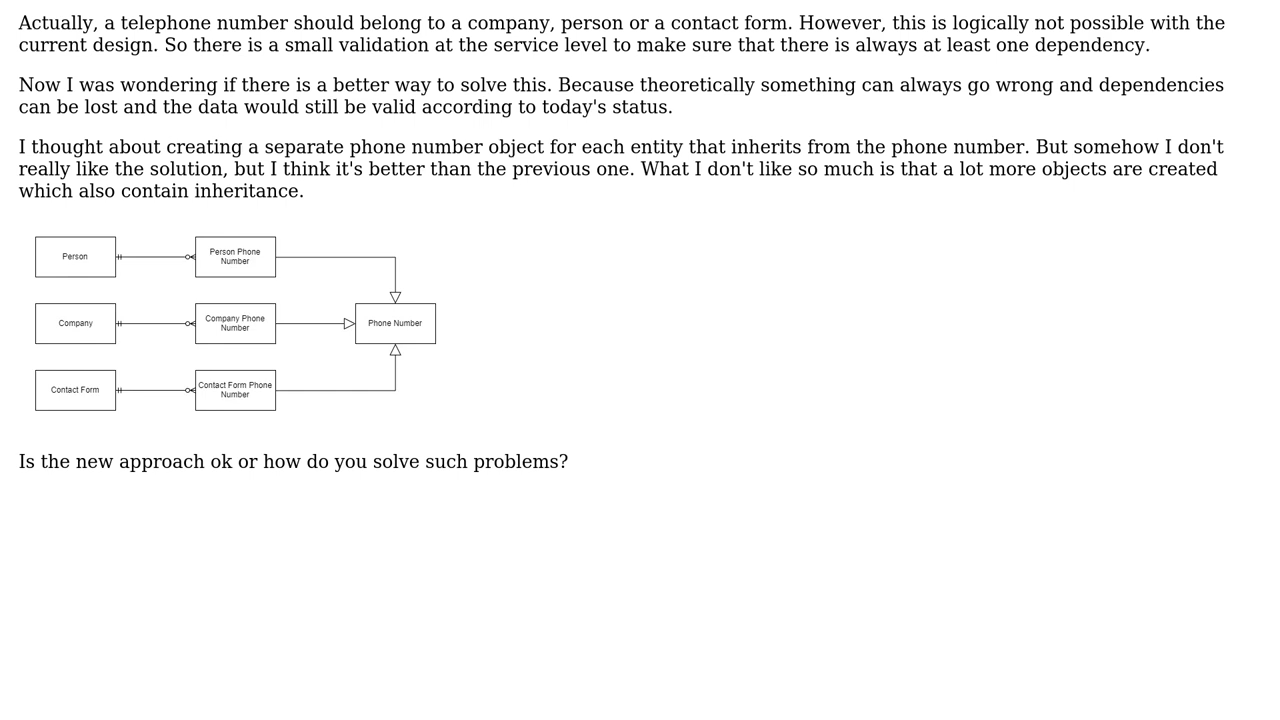 Actually, a telephone number should belong to a company, person or a contact form. However, this is logically not possible with the
current design. So there is a small validation at the service level to make sure that there is always at least one dependency.
Now I was wondering if there is a better way to solve this. Because theoretically something can always go wrong and dependencies
can be lost and the data would still be valid according to today's status.
I thought about creating a separate phone number object for each entity that inherits from the phone number. But somehow I don't
really like the solution, but I think it's better than the previous one. What I don't like so much is that a lot more objects are created
which also contain inheritance.
Person
Person Phone
Number
Company
Company Phone
Number
Phone Number
Contact Form
Contact Form Phone
Number
Is the new approach ok or how do you solve such problems?